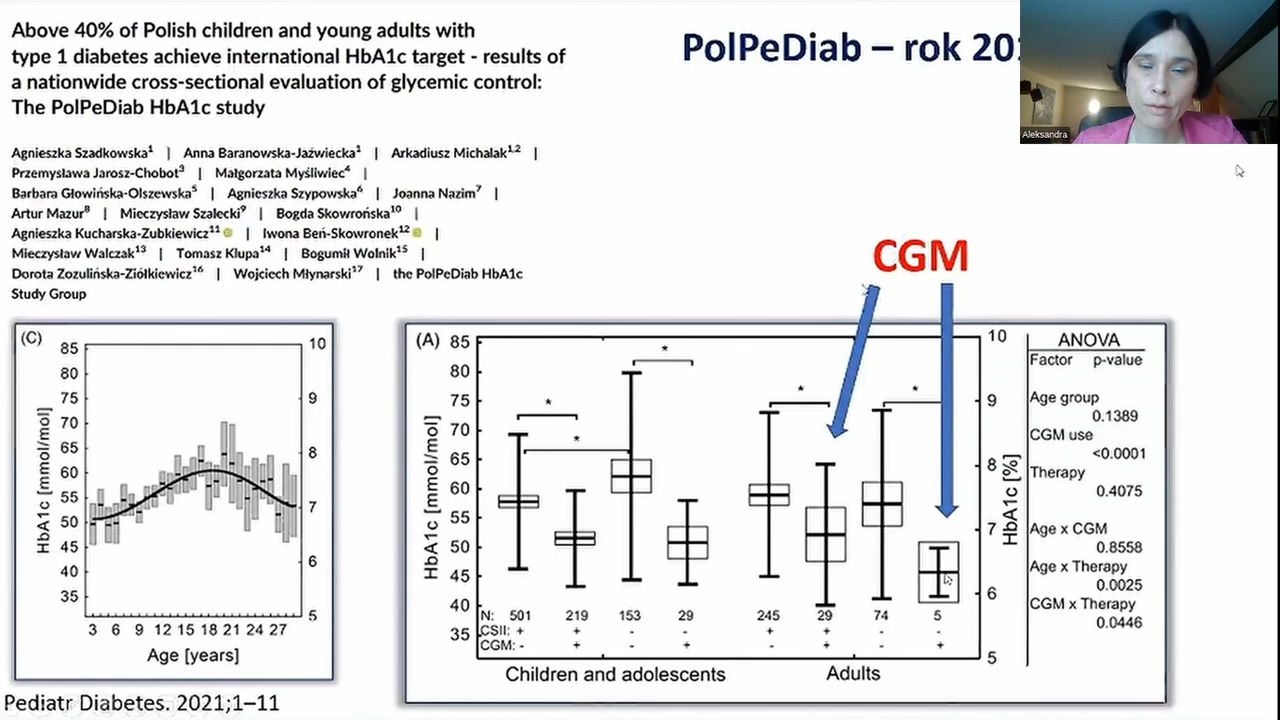 Above 40% of Polish children and young adults with
type 1 diabetes achieve international HbA1c target - results of
a nationwide cross-sectional evaluation of glycemic control:
The PolPeDiab HbA1c study
PolPeDiab – rok 20
Aleksandra
Agnieszka Szadkowska1 | Anna Baranowska-Jaźwiecka1 | Arkadiusz Michalak1,2 |
Przemysława Jarosz-Chobot3 | Małgorzata Myśliwiec4 |
Barbara Głowińska-Olszewska5 | Agnieszka Szypowska6 | Joanna Nazim7 |
Artur Mazur8 | Mieczysław Szalecki9 | Bogda Skowrońska10 |
Agnieszka Kucharska-Zubkiewicz11 | Iwona Beń-Skowronek12 |
Mieczysław Walczak13 | Tomasz Klupa14 | Bogumił Wolnik15 |
Dorota Zozulińska-Ziółkiewicz16 | Wojciech Młynarski17 | the PolPeDiab HbA1c
Study Group
CGM
(C)
HbA1c [mmol/mol]
85
80
75
70
65
60
55
50
45
40
35
10
9
8
7
6
5
3 6 9 12 15 18 21 24 27
Age [years]
(A)
HbA1c [mmol/mol]
85
80
75
70
65
60
55
50
45
40
35
* * * * *
N: 501 219 153 29 245 29 74 5
CSII: + + - - + + - -
CGM: - + - + - + - +
Children and adolescents Adults
10
9
8
7
6
5
HbA1c [%]
ANOVA
Factor p-value
Age group
0.1389
CGM use
<0.0001
Therapy
0.4075
Age x CGM
0.8558
Age x Therapy
0.0025
CGM x Therapy
0.0446
Pediatr Diabetes. 2021;1–11